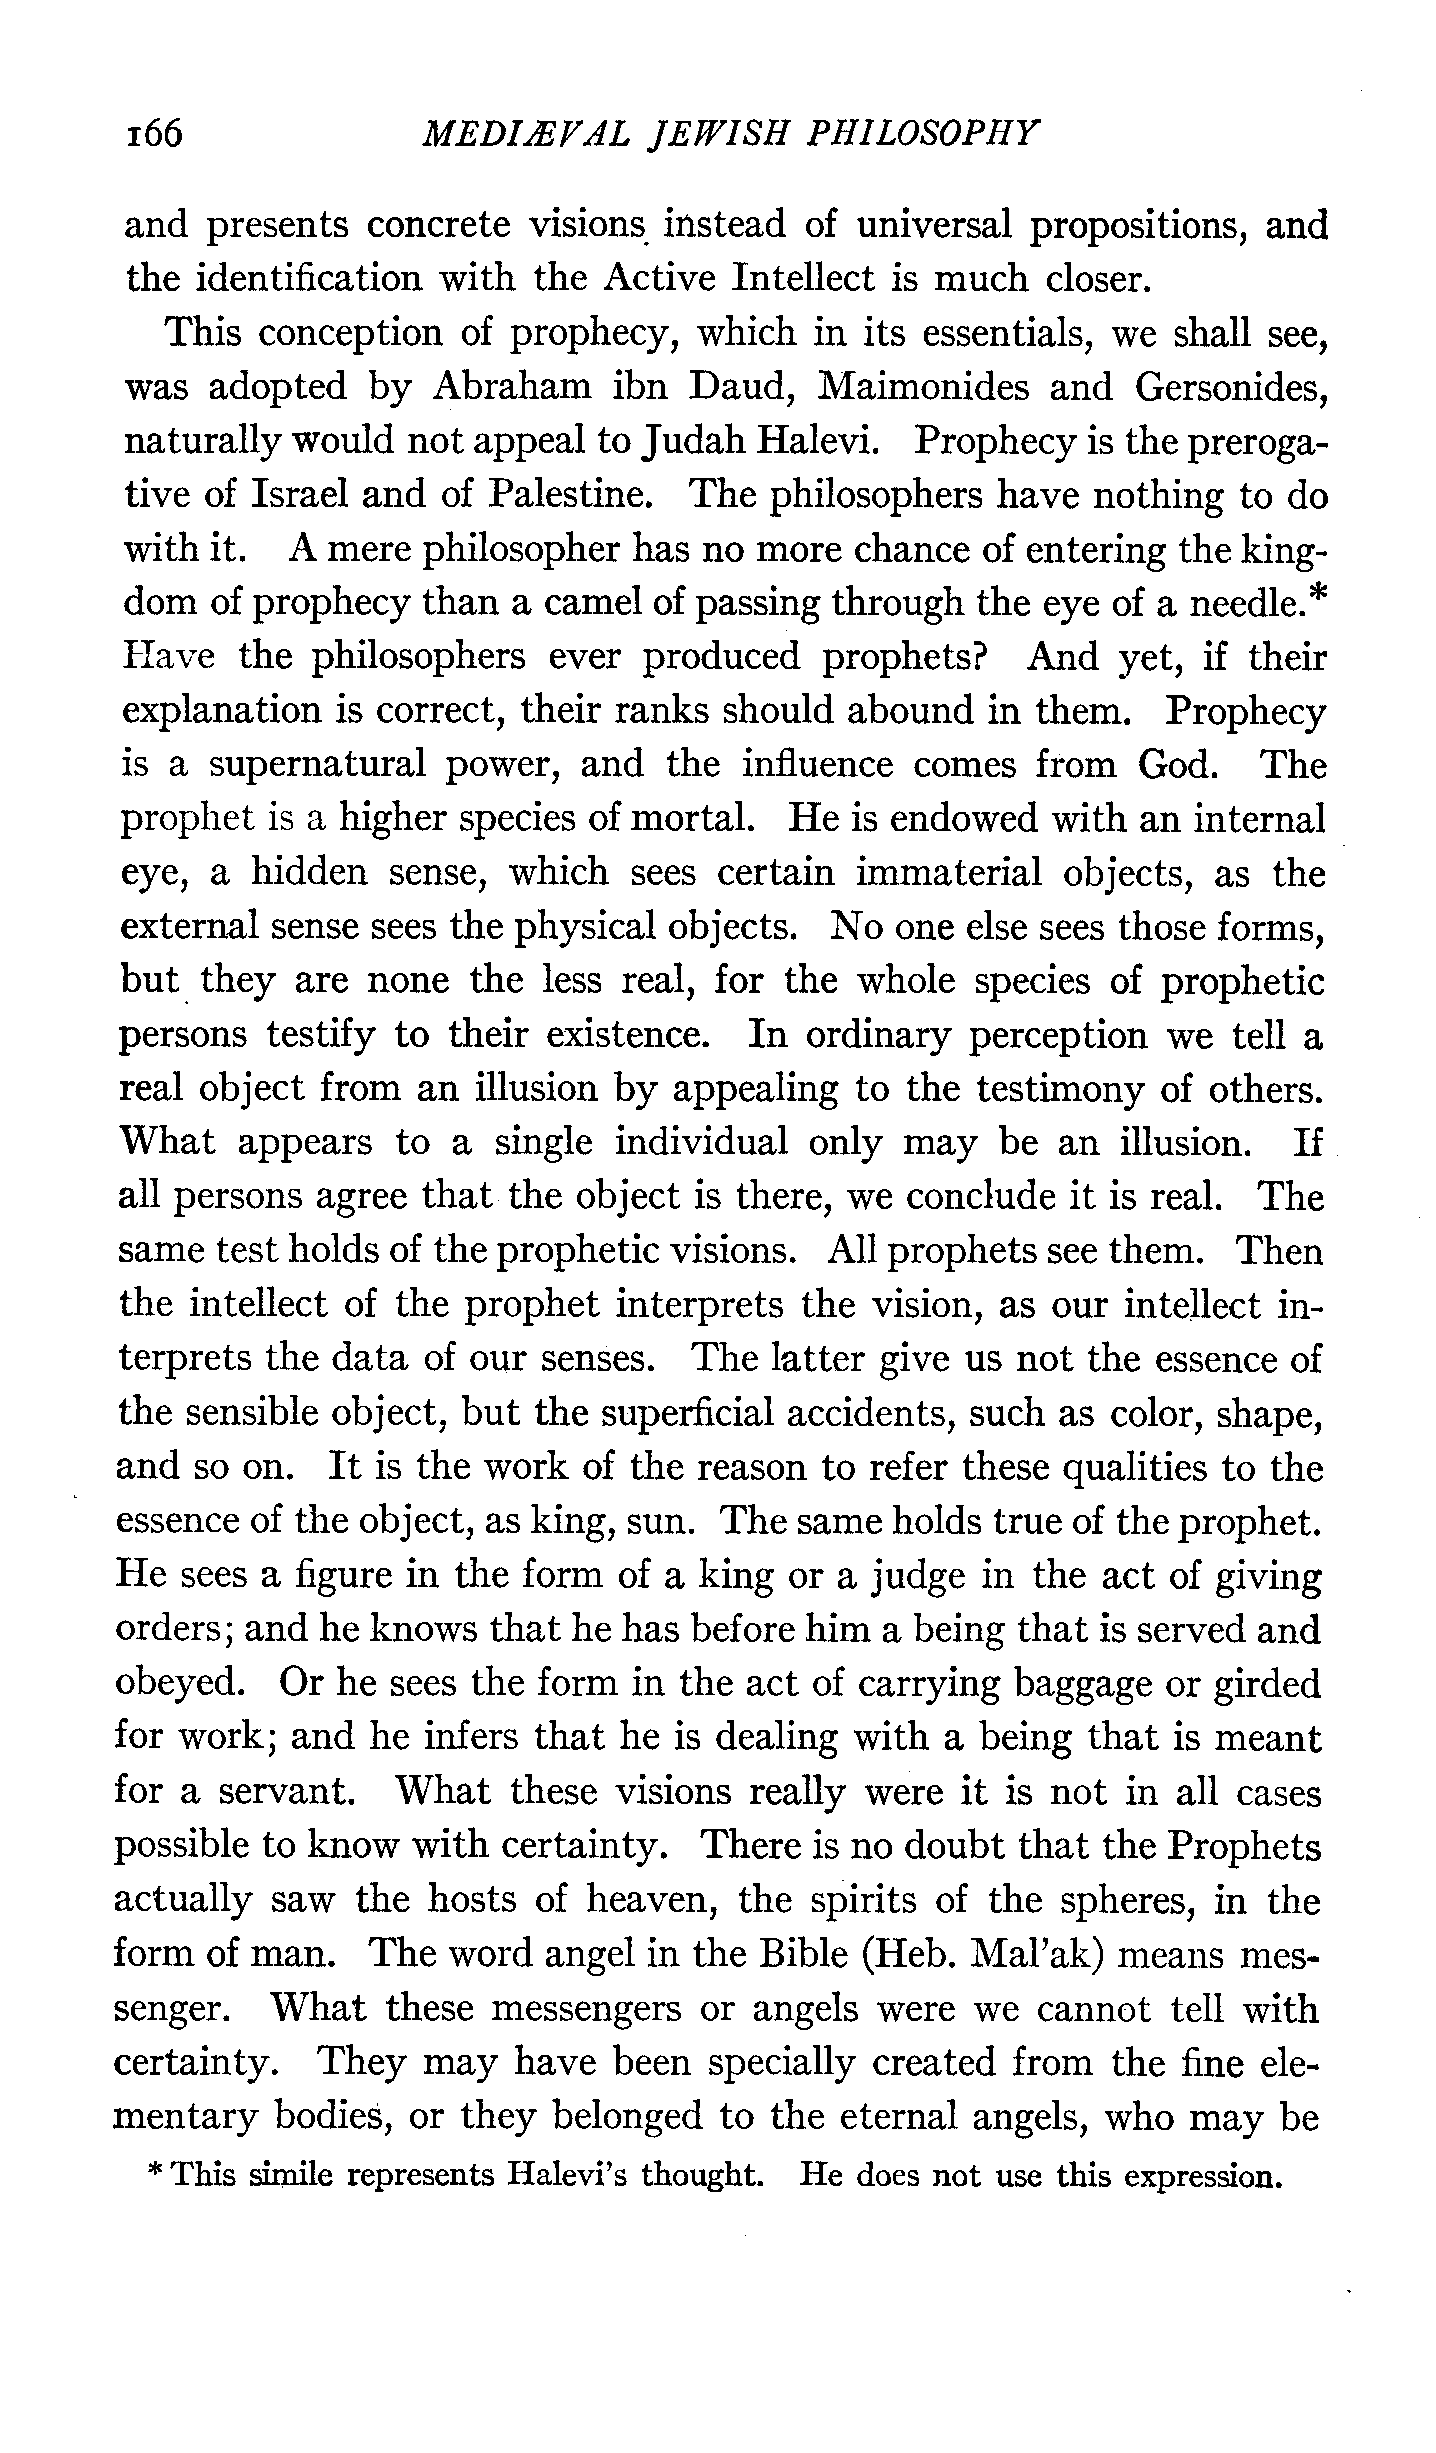 166 MEDIÆVAL JEWISH PHILOSOPHY
and presents concrete visions instead of universal propositions, and
the identification with the Active Intellect is much closer.
This conception of prophecy, which in its essentials, we shall see,
was adopted by Abraham ibn Daud, Maimonides and Gersonides,
naturally would not appeal to Judah Halevi. Prophecy is the preroga-
tive of Israel and of Palestine. The philosophers have nothing to do
with it. A mere philosopher has no more chance of entering the king-
dom of prophecy than a camel of passing through the eye of a needle.*
Have the philosophers ever produced prophets? And yet, if their
explanation is correct, their ranks should abound in them. Prophecy
is a supernatural power, and the influence comes from God. The
prophet is a higher species of mortal. He is endowed with an internal
eye, a hidden sense, which sees certain immaterial objects, as the
external sense sees the physical objects. No one else sees those forms,
but they are none the less real, for the whole species of prophetic
persons testify to their existence. In ordinary perception we tell a
real object from an illusion by appealing to the testimony of others.
What appears to a single individual only may be an illusion. If
all persons agree that the object is there, we conclude it is real. The
same test holds of the prophetic visions. All prophets see them. Then
the intellect of the prophet interprets the vision, as our intellect in-
terprets the data of our senses. The latter give us not the essence of
the sensible object, but the superficial accidents, such as color, shape,
and so on. It is the work of the reason to refer these qualities to the
essence of the object, as king, sun. The same holds true of the prophet.
He sees a figure in the form of a king or a judge in the act of giving
orders; and he knows that he has before him a being that is served and
obeyed. Or he sees the form in the act of carrying baggage or girded
for work; and he infers that he is dealing with a being that is meant
for a servant. What these visions really were it is not in all cases
possible to know with certainty. There is no doubt that the Prophets
actually saw the hosts of heaven, the spirits of the spheres, in the
form of man. The word angel in the Bible (Heb. Mal'ak) means mes-
senger. What these messengers or angels were we cannot tell with
certainty. They may have been specially created from the fine ele-
mentary bodies, or they belonged to the eternal angels, who may be
* This simile represents Halevi's thought. He does not use this expression.